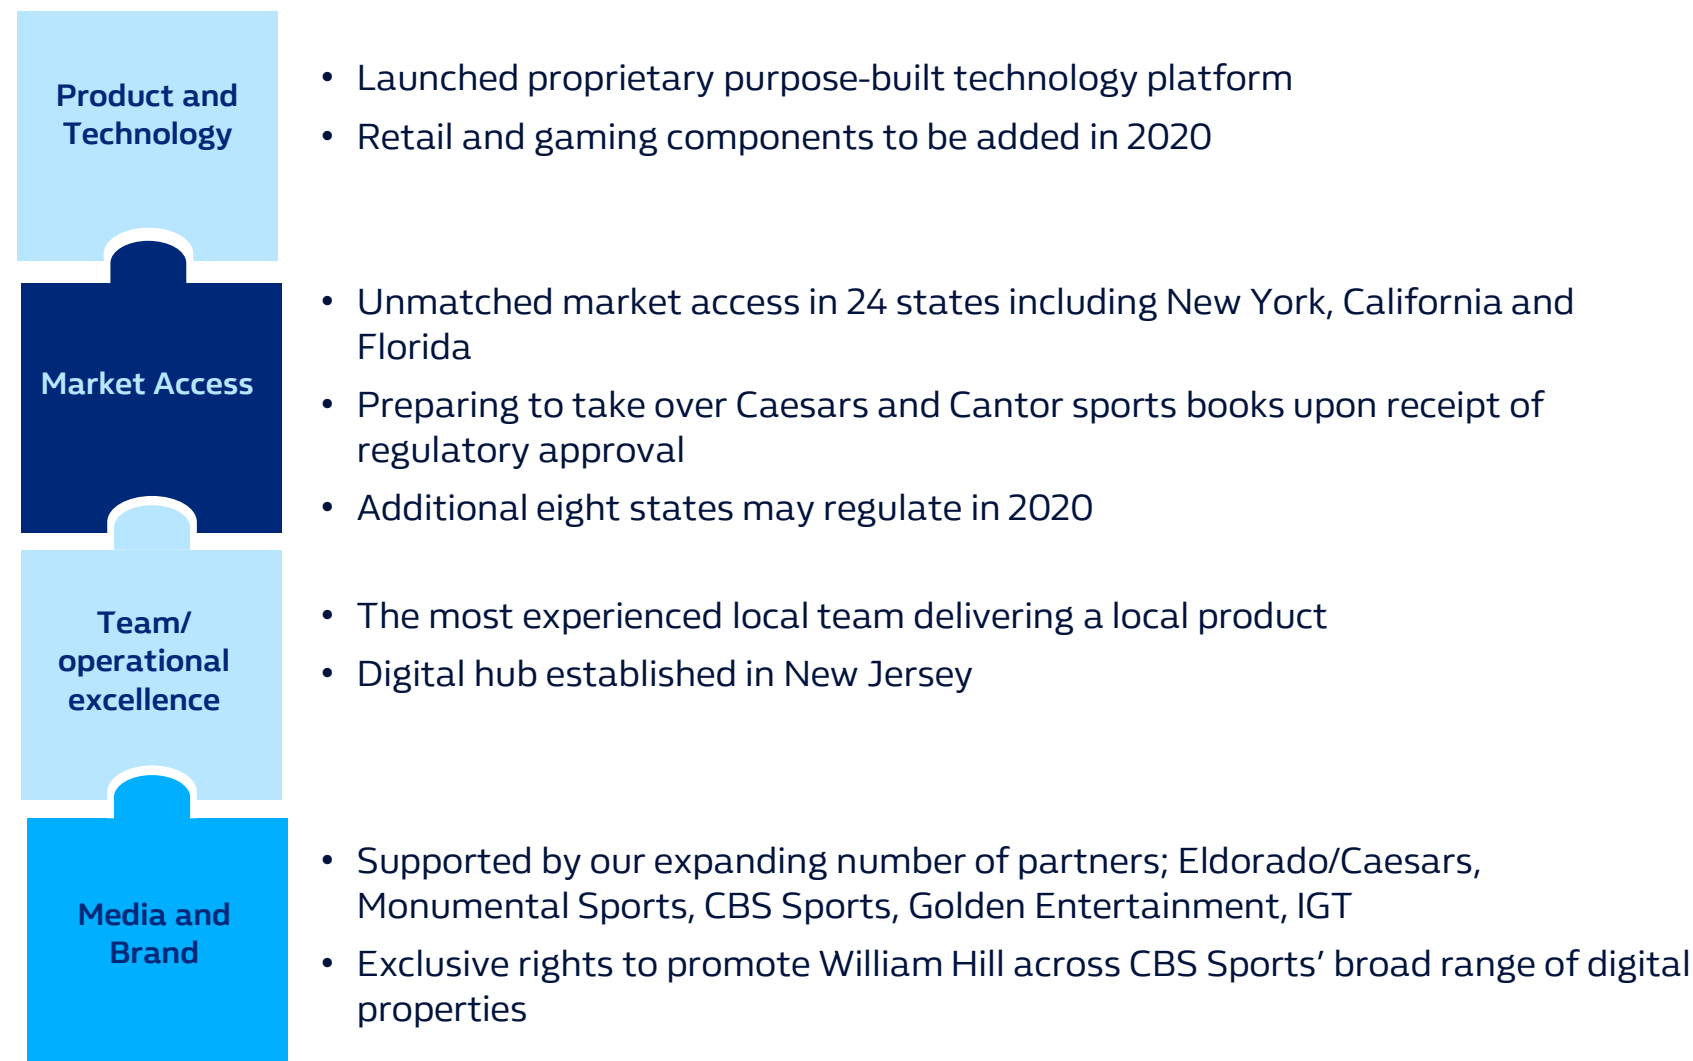 Product and
Technology
• Launched proprietary purpose-built technology platform
• Retail and gaming components to be added in 2020
Market Access
• Unmatched market access in 24 states including New York, California and
Florida
• Preparing to take over Caesars and Cantor sports books upon receipt of
regulatory approval
• Additional eight states may regulate in 2020
Team/
operational
excellence
• The most experienced local team delivering a local product
• Digital hub established in New Jersey
Media and
Brand
• Supported by our expanding number of partners; Eldorado/Caesars,
Monumental Sports, CBS Sports, Golden Entertainment, IGT
• Exclusive rights to promote William Hill across CBS Sports’ broad range of digital
properties